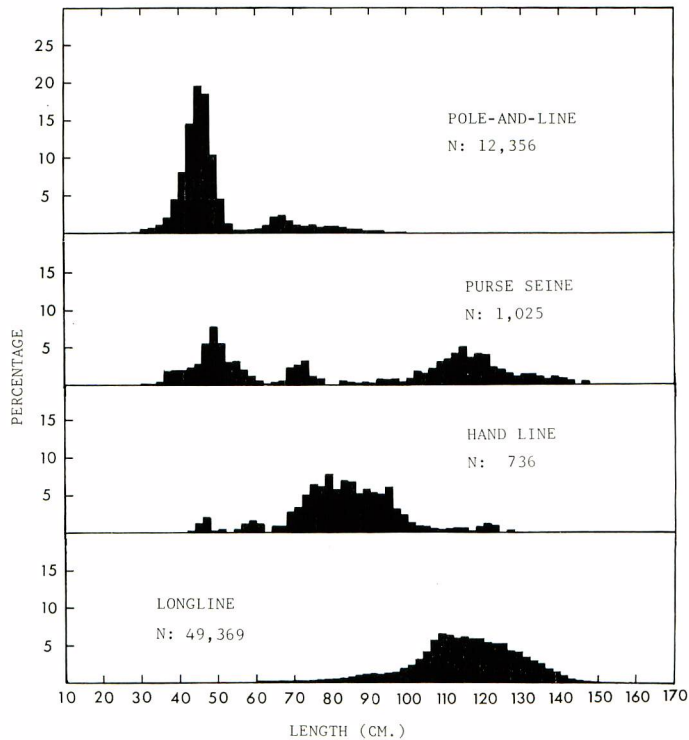 25
20
15
10
5
POLE-AND-LINE
N: 12,356
15
10
5
PURSE SEINE
N: 1,025
PERCENTAGE
15
10
5
HAND LINE
N: 736
15
10
5
LONGLINE
N: 49,369
10 20 30 40 50 60 70 80 90 100 110 120 130 140 150 160 170
LENGTH (CM.)